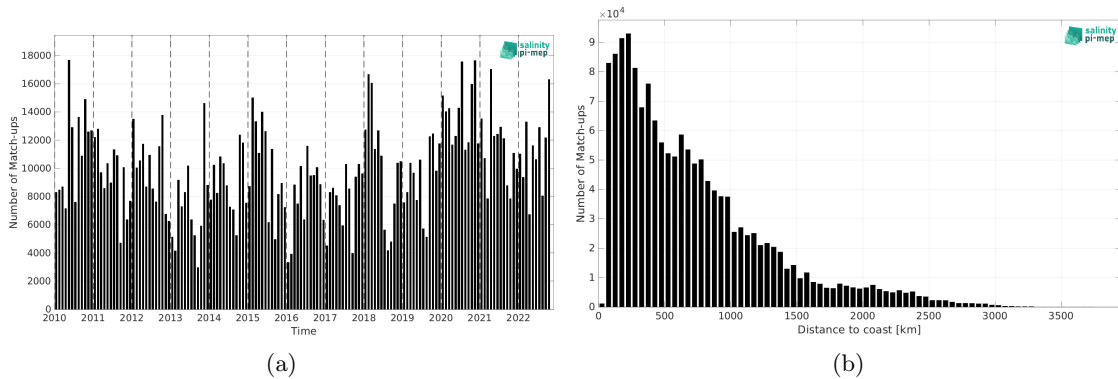 salinity
pi-mep
18000
16000
14000
12000
10000
8000
6000
4000
2000
0
Number of Match-ups
2010 2011 2012 2013 2014 2015 2016 2017 2018 2019 2020 2021 2022
Time
(a)
×10⁴
salinity
pi-mep
9
8
7
6
5
4
3
2
1
0
Number of Match-ups
0 500 1000 1500 2000 2500 3000 3500
Distance to coast [km]
(b)